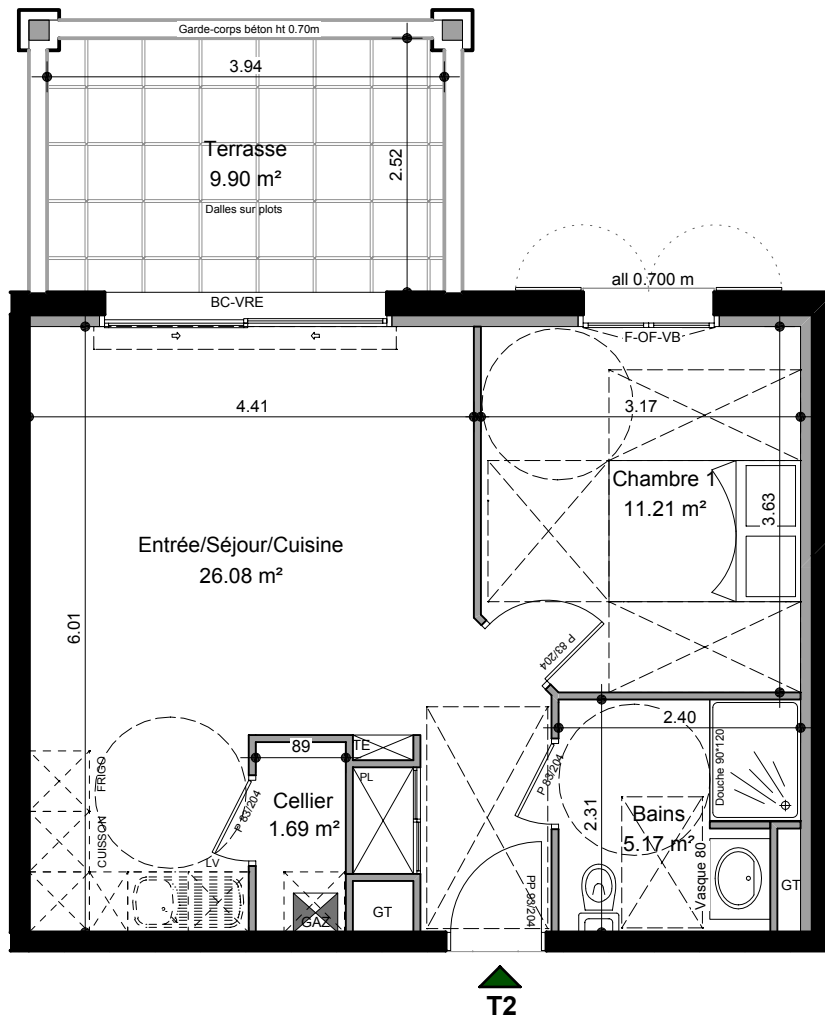 Garde-corps béton ht 0.70m
3.94
2.52
Terrasse
9.90 m²
Dalles sur plots
all 0.700 m
BC-VRE
F-OF-VB
4.41
3.17
Chambre 1
11.21 m²
3.63
Entrée/Séjour/Cuisine
26.08 m²
6.01
P 83/204
2.40
89
TE
FRIGO
PL
P 83/204
P 83/204
Douche 90*120
Cellier
1.69 m²
2.31
Bains
5.17 m²
CUISSON
LV
Vasque 80
GT
PP 93/204
GT
GAZ
T2